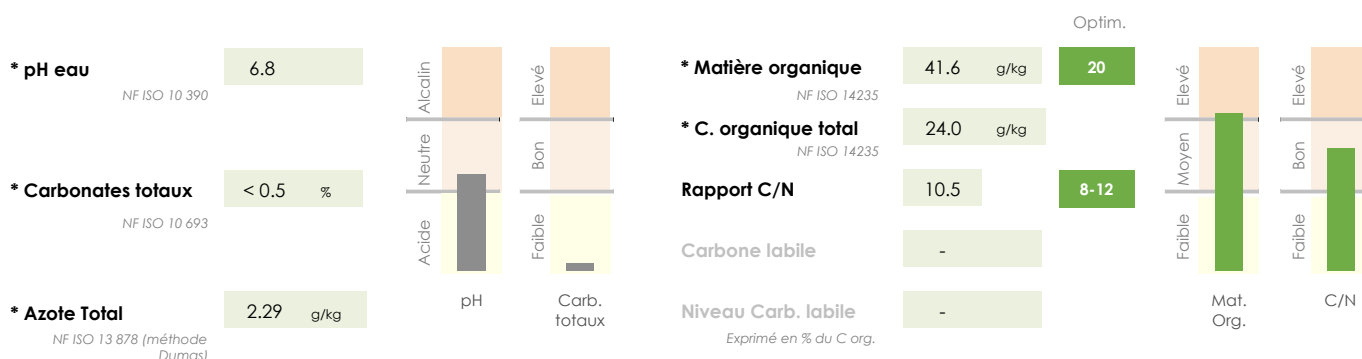 Optim.
* pH eau 6.8
NF ISO 10 390
* Carbonates totaux < 0.5 %
NF ISO 10 693
* Azote Total 2.29 g/kg
NF ISO 13 878 (méthode
Dumas)
Alcalin
Neutre
Acide
pH
Elevé
Bon
Faible
Carb.
totaux
* Matière organique 41.6 g/kg 20
NF ISO 14235
* C. organique total 24.0 g/kg
NF ISO 14235
Rapport C/N 10.5 8-12
Carbone labile -
Niveau Carb. labile -
Exprimé en % du C org.
Elevé
Moyen
Faible
Mat.
Org.
Elevé
Bon
Faible
C/N